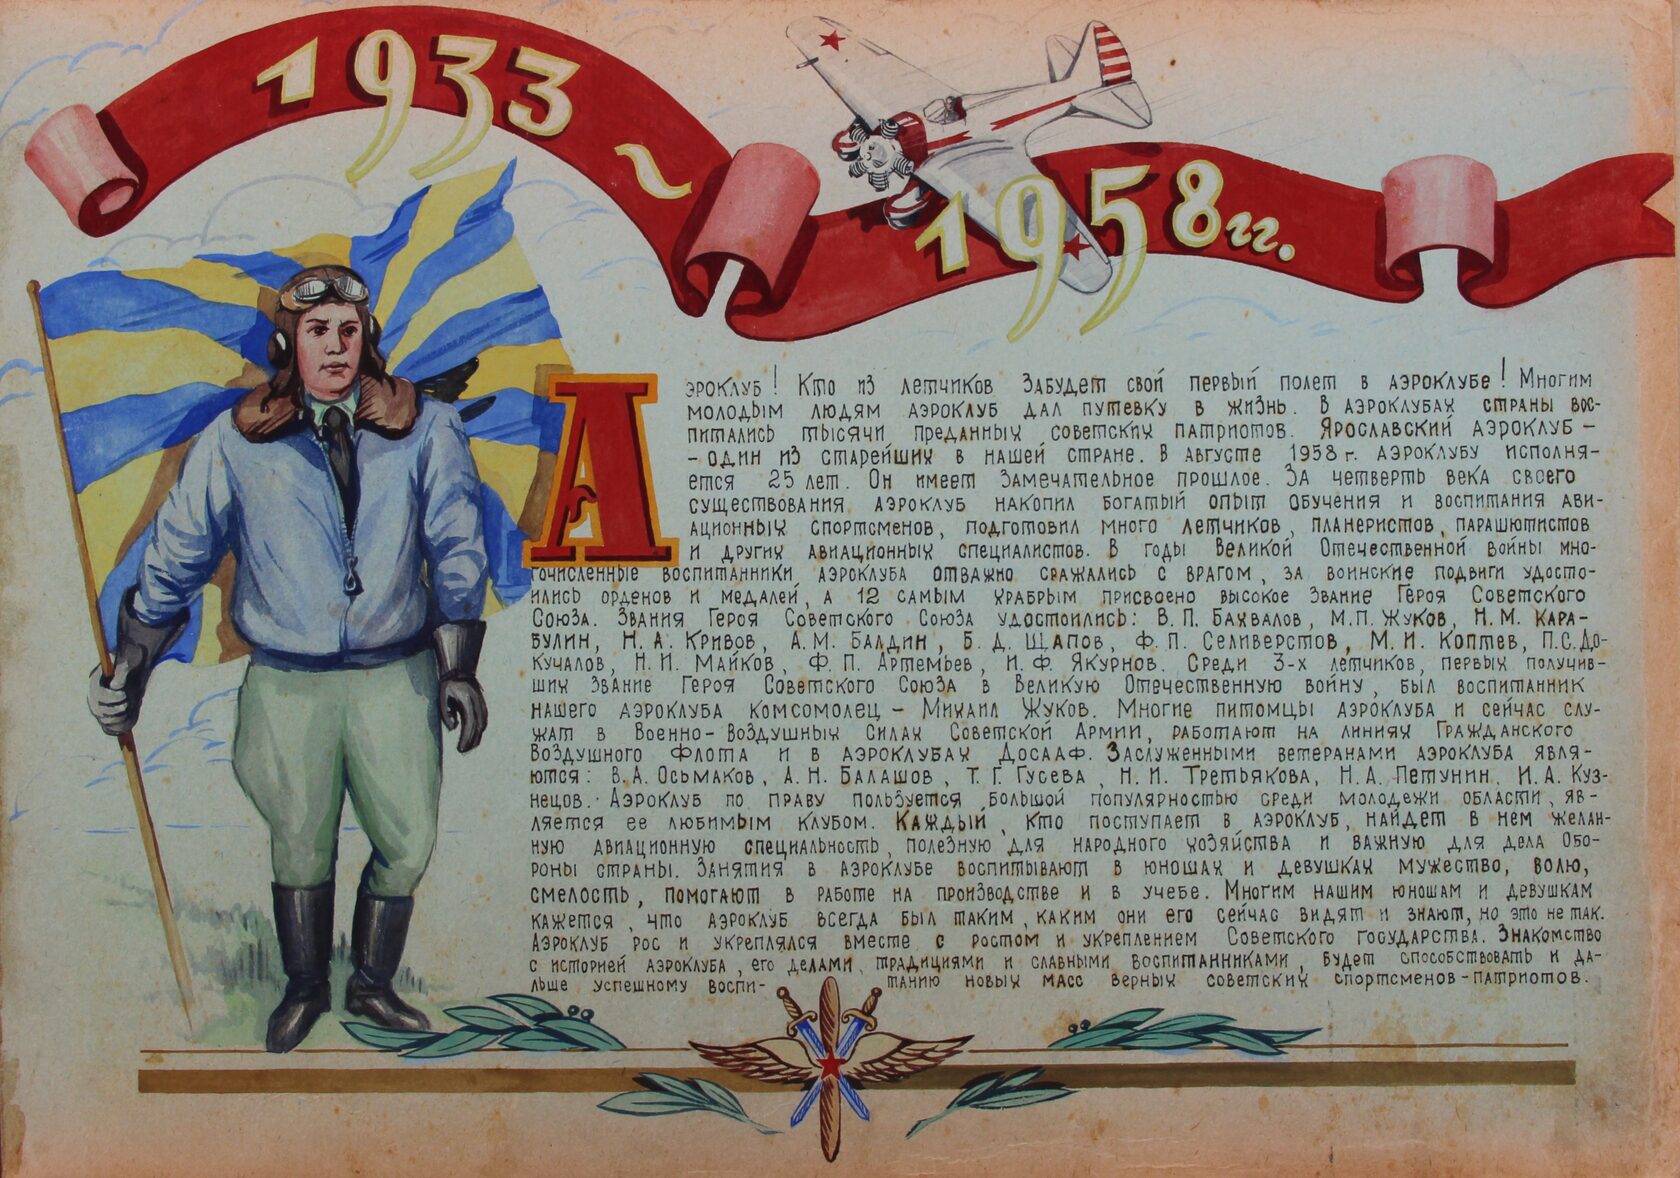 1933 ~ 1958 гг.
Аэроклуб! Кто из летчиков забудет свой первый полет в аэроклубе! Многим
молодым людям аэроклуб дал путевку в жизнь. В аэроклубах страны вос-
питались тысячи преданных советских патриотов. Ярославский аэроклуб -
- один из старейших в нашей стране. В августе 1958 г. аэроклубу исполня-
ется 25 лет. Он имеет замечательное прошлое. За четверть века своего
существования аэроклуб накопил богатый опыт обучения и воспитания ави-
ационных спортсменов, подготовил много летчиков, планеристов, парашютистов
и других авиационных специалистов. В годы Великой Отечественной войны мно-
гочисленные воспитанники аэроклуба отважно сражались с врагом, за воинские подвиги удосто-
ились орденов и медалей, а 12 самым храбрым присвоено высокое звание Героя Советского
Союза. Звания Героя Советского Союза удостоились: В.П. Бахвалов, М.П. Жуков, Н.М. Кара-
булин, Н.А. Кривов, А.М. Балдин, Б.Д. Щапов, Ф.П. Селиверстов, М.И. Коптев, П.С. До-
кучалов, Н.И. Майков, Ф.П. Артемьев, И.Ф. Якурнов. Среди 3-х летчиков, первых получив-
ших звание Героя Советского Союза в Великую Отечественную войну, был воспитанник
нашего аэроклуба комсомолец - Михаил Жуков. Многие питомцы аэроклуба и сейчас слу-
жат в Военно-Воздушных Силах Советской Армии, работают на линиях Гражданского
Воздушного Флота и в аэроклубах Досааф. Заслуженными ветеранами аэроклуба явля-
ются: В.А. Осьмаков, А.Н. Балашов, Т.Г. Гусева, Н.И. Третьякова, Н.А. Петунин, И.А. Куз-
нецов. Аэроклуб по праву пользуется большой популярностью среди молодежи области, яв-
ляется ее любимым клубом. Каждый, кто поступает в аэроклуб, найдет в нем желан-
ную авиационную специальность, полезную для народного хозяйства и важную для дела обо-
роны страны. Занятия в аэроклубе воспитывают в юношах и девушках мужество, волю,
смелость, помогают в работе на производстве и в учебе. Многим нашим юношам и девушкам
кажется, что аэроклуб всегда был таким, каким они его сейчас видят и знают, но это не так.
Аэроклуб рос и укреплялся вместе с ростом и укреплением Советского государства. Знакомство
с историей аэроклуба, его делами, традициями и славными воспитанниками, будет способствовать и да-
льше успешному воспи- танию новых масс верных советских спортсменов-патриотов.